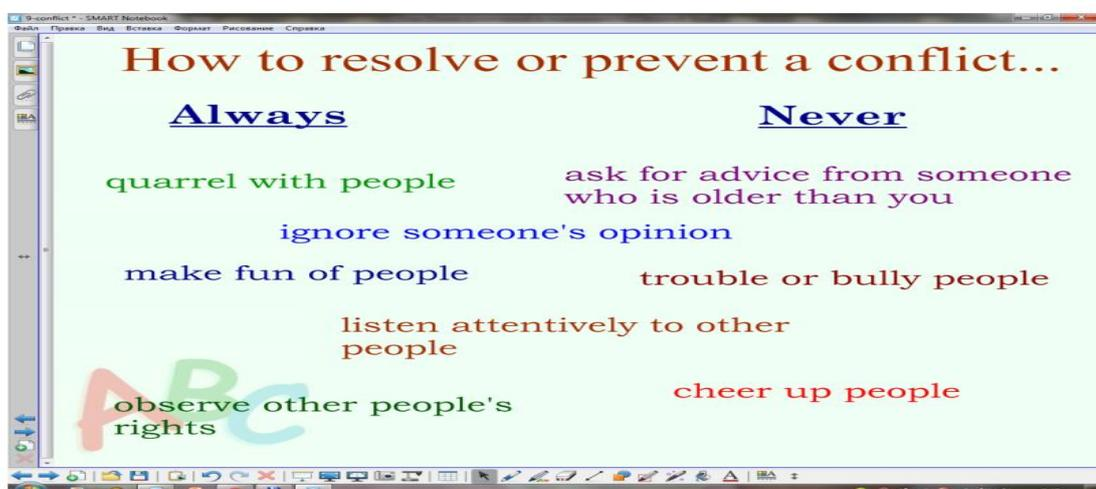 9-conflict * - SMART Notebook
Файл Правка Вид Вставка Формат Рисование Справка
How to resolve or prevent a conflict...
Always
Never
quarrel with people
ask for advice from someone
who is older than you
ignore someone's opinion
make fun of people
trouble or bully people
listen attentively to other
people
cheer up people
observe other people's
rights
ABC